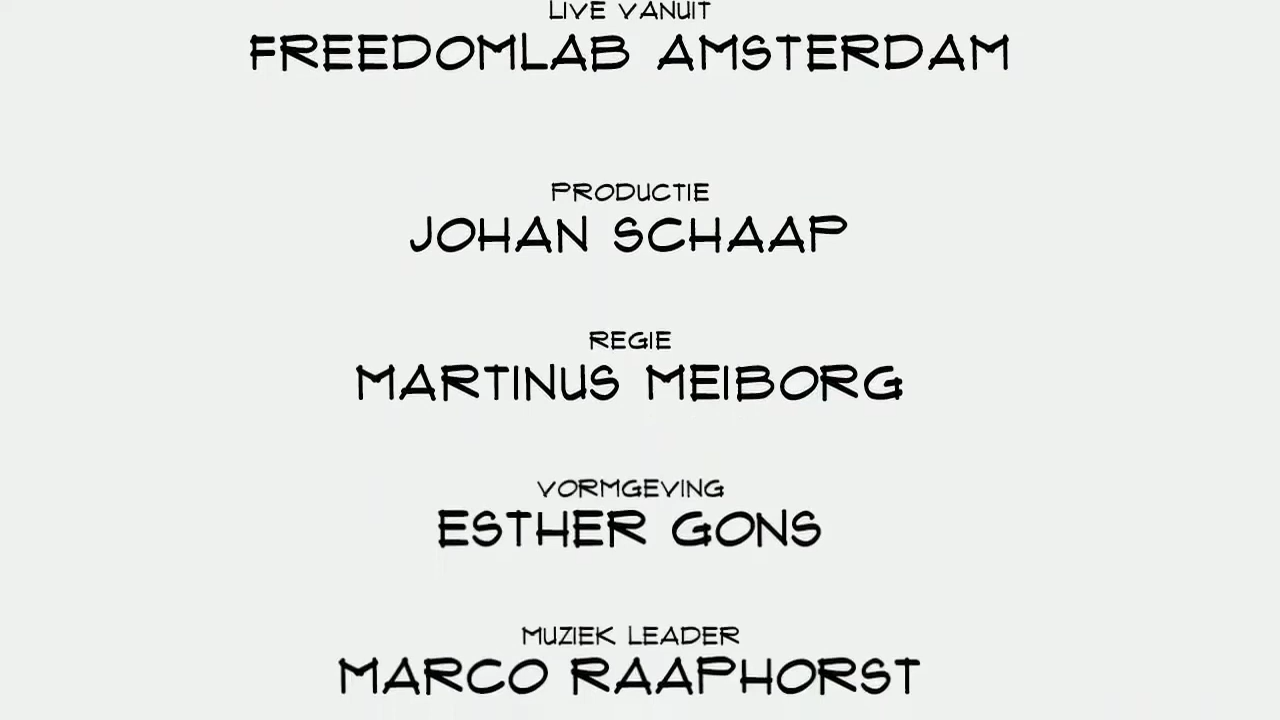 LIVE VANUIT
FREEDOMLAB AMSTERDAM
PRODUCTIE
JOHAN SCHAAP
REGIE
MARTINUS MEIBORG
VORMGEVING
ESTHER GONS
MUZIEK LEADER
MARCO RAAPHORST